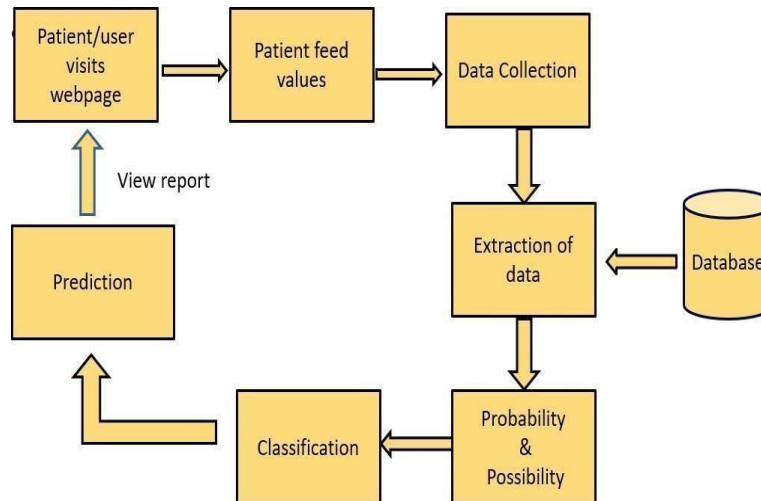 Patient/user
visits
webpage
Patient feed
values
Data Collection
View report
Extraction of
data
Database
Prediction
Classification
Probability
&
Possibility